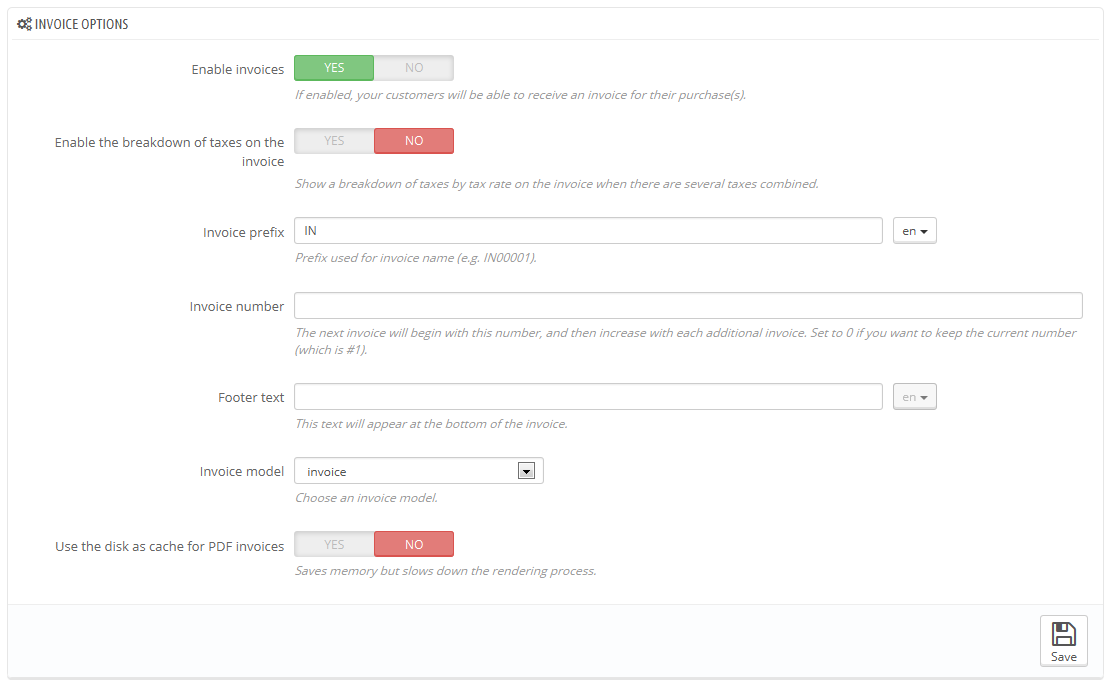 INVOICE OPTIONS
Enable invoices YES NO
If enabled, your customers will be able to receive an invoice for their purchase(s).
Enable the breakdown of taxes on the YES NO
invoice
Show a breakdown of taxes by tax rate on the invoice when there are several taxes combined.
Invoice prefix IN en
Prefix used for invoice name (e.g. IN00001).
Invoice number
The next invoice will begin with this number, and then increase with each additional invoice. Set to 0 if you want to keep the current number
(which is #1).
Footer text en
This text will appear at the bottom of the invoice.
Invoice model invoice
Choose an invoice model.
Use the disk as cache for PDF invoices YES NO
Saves memory but slows down the rendering process.
Save